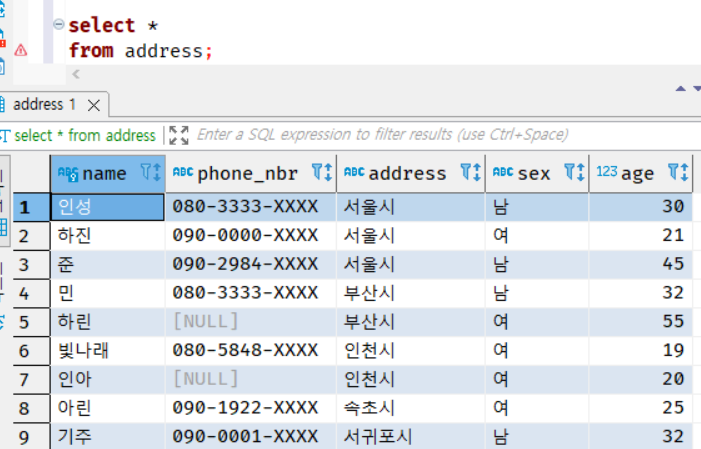 select *
from address;
address 1
select * from address Enter a SQL expression to filter results (use Ctrl+Space)
ABC name ABC phone_nbr ABC address ABC sex 123 age
1 인성 080-3333-XXXX 서울시 남 30
2 하진 090-0000-XXXX 서울시 여 21
3 준 090-2984-XXXX 서울시 남 45
4 민 080-3333-XXXX 부산시 남 32
5 하린 [NULL] 부산시 여 55
6 빛나래 080-5848-XXXX 인천시 여 19
7 인아 [NULL] 인천시 여 20
8 아린 090-1922-XXXX 속초시 여 25
9 기주 090-0001-XXXX 서귀포시 남 32